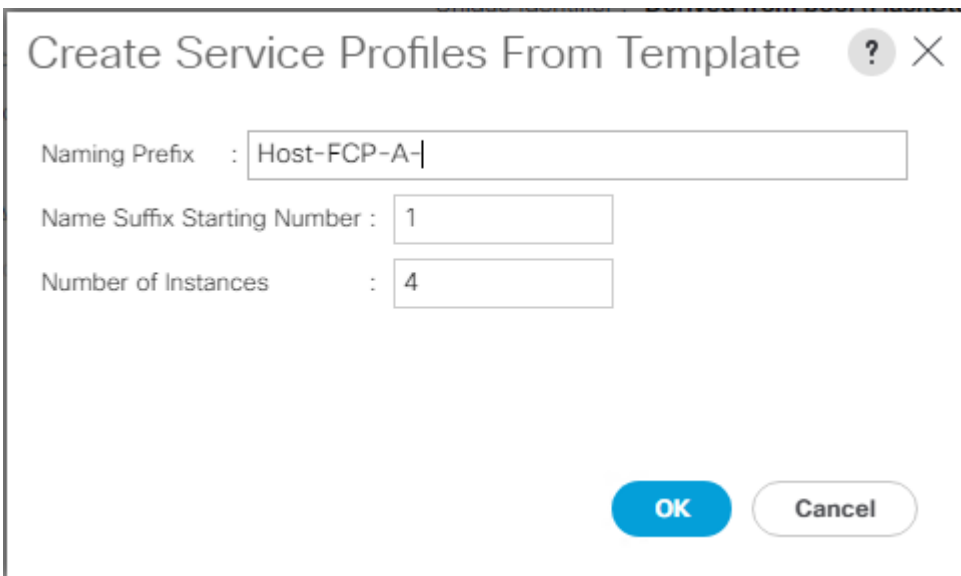 Create Service Profiles From Template ? ×
Naming Prefix : Host-FCP-A-
Name Suffix Starting Number : 1
Number of Instances : 4
OK Cancel